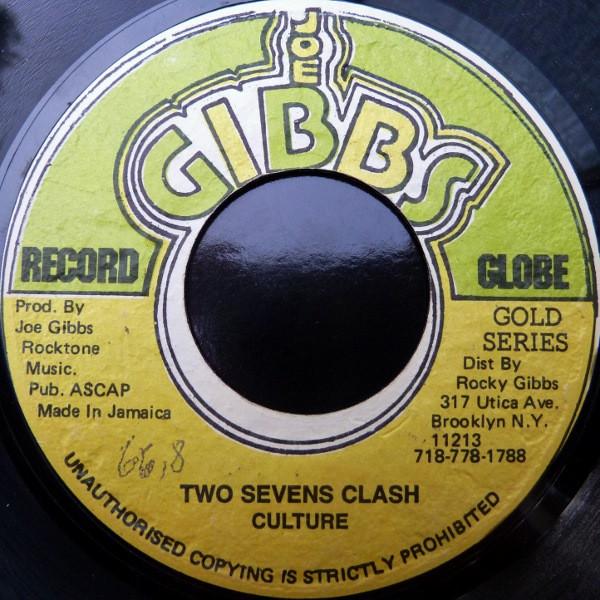 JOE
GIBBS
RECORD GLOBE
Prod. By
Joe Gibbs
Rocktone
Music.
Pub. ASCAP
Made In Jamaica
GOLD
SERIES
Dist By
Rocky Gibbs
317 Utica Ave.
Brooklyn N.Y.
11213
718-778-1788
66,8
TWO SEVENS CLASH
CULTURE
UNAUTHORISED COPYING IS STRICTLY PROHIBITED